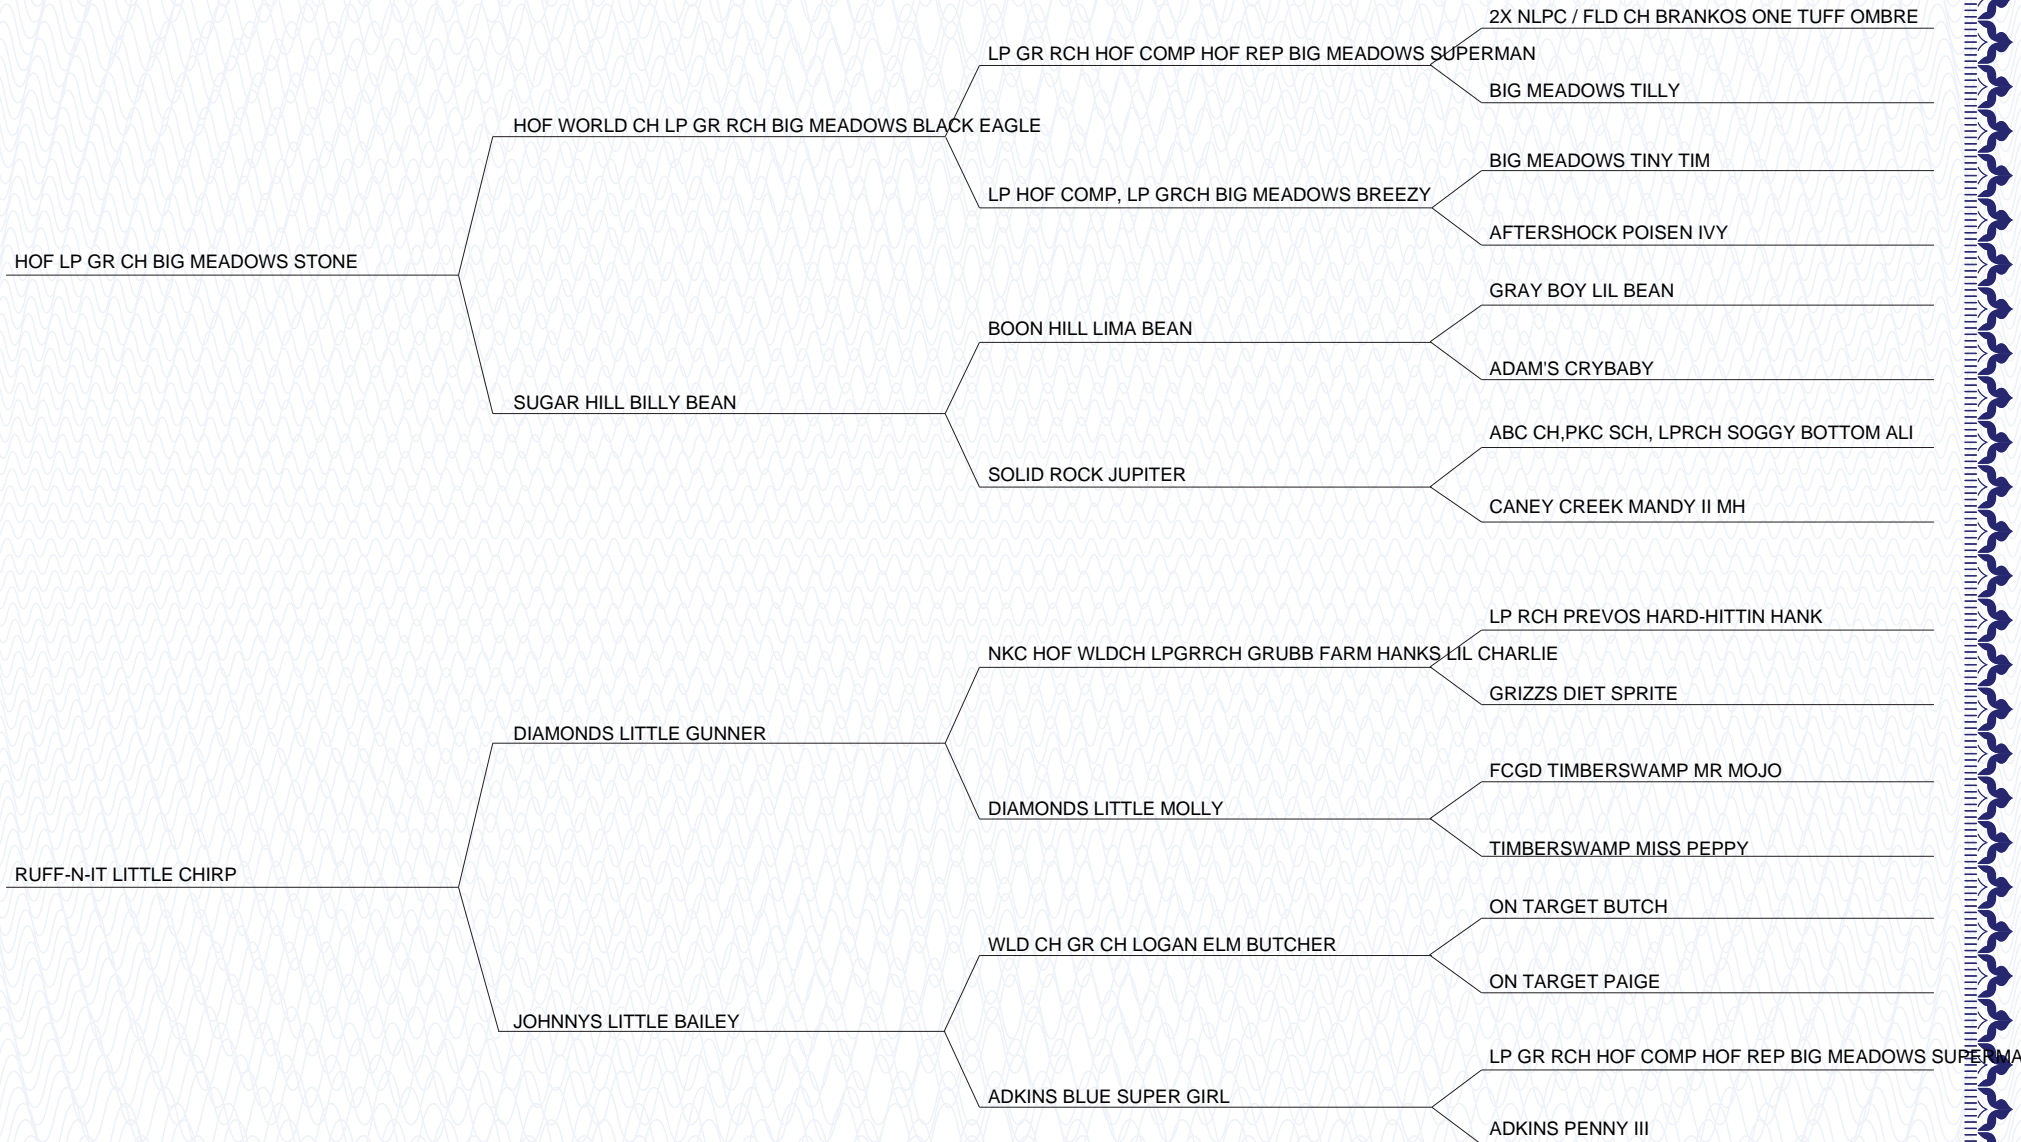 2X NLPC / FLD CH BRANKOS ONE TUFF OMBRE
LP GR RCH HOF COMP HOF REP BIG MEADOWS SUPERMAN
BIG MEADOWS TILLY
HOF WORLD CH LP GR RCH BIG MEADOWS BLACK EAGLE
BIG MEADOWS TINY TIM
LP HOF COMP, LP GRCH BIG MEADOWS BREEZY
AFTERSHOCK POISEN IVY
HOF LP GR CH BIG MEADOWS STONE
GRAY BOY LIL BEAN
BOON HILL LIMA BEAN
ADAM'S CRYBABY
SUGAR HILL BILLY BEAN
ABC CH,PKC SCH, LPRCH SOGGY BOTTOM ALI
SOLID ROCK JUPITER
CANEY CREEK MANDY II MH
LP RCH PREVOS HARD-HITTIN HANK
NKC HOF WLDCH LPGRRCH GRUBB FARM HANKS LIL CHARLIE
GRIZZS DIET SPRITE
DIAMONDS LITTLE GUNNER
FCGD TIMBERSWAMP MR MOJO
DIAMONDS LITTLE MOLLY
TIMBERSWAMP MISS PEPPY
RUFF-N-IT LITTLE CHIRP
ON TARGET BUTCH
WLD CH GR CH LOGAN ELM BUTCHER
ON TARGET PAIGE
JOHNNYS LITTLE BAILEY
LP GR RCH HOF COMP HOF REP BIG MEADOWS SUPERMA
ADKINS BLUE SUPER GIRL
ADKINS PENNY III